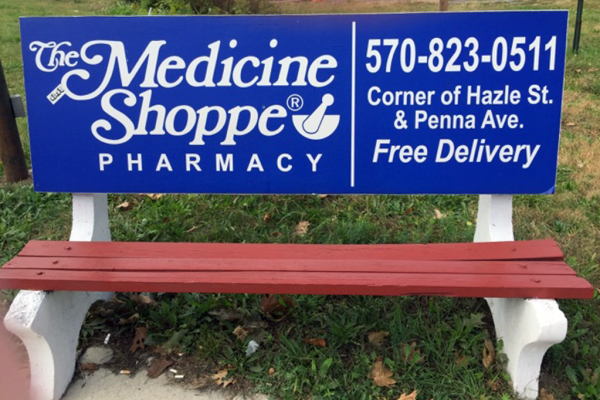 The Medicine
Shoppe®
PHARMACY
570-823-0511
Corner of Hazle St.
& Penna Ave.
Free Delivery